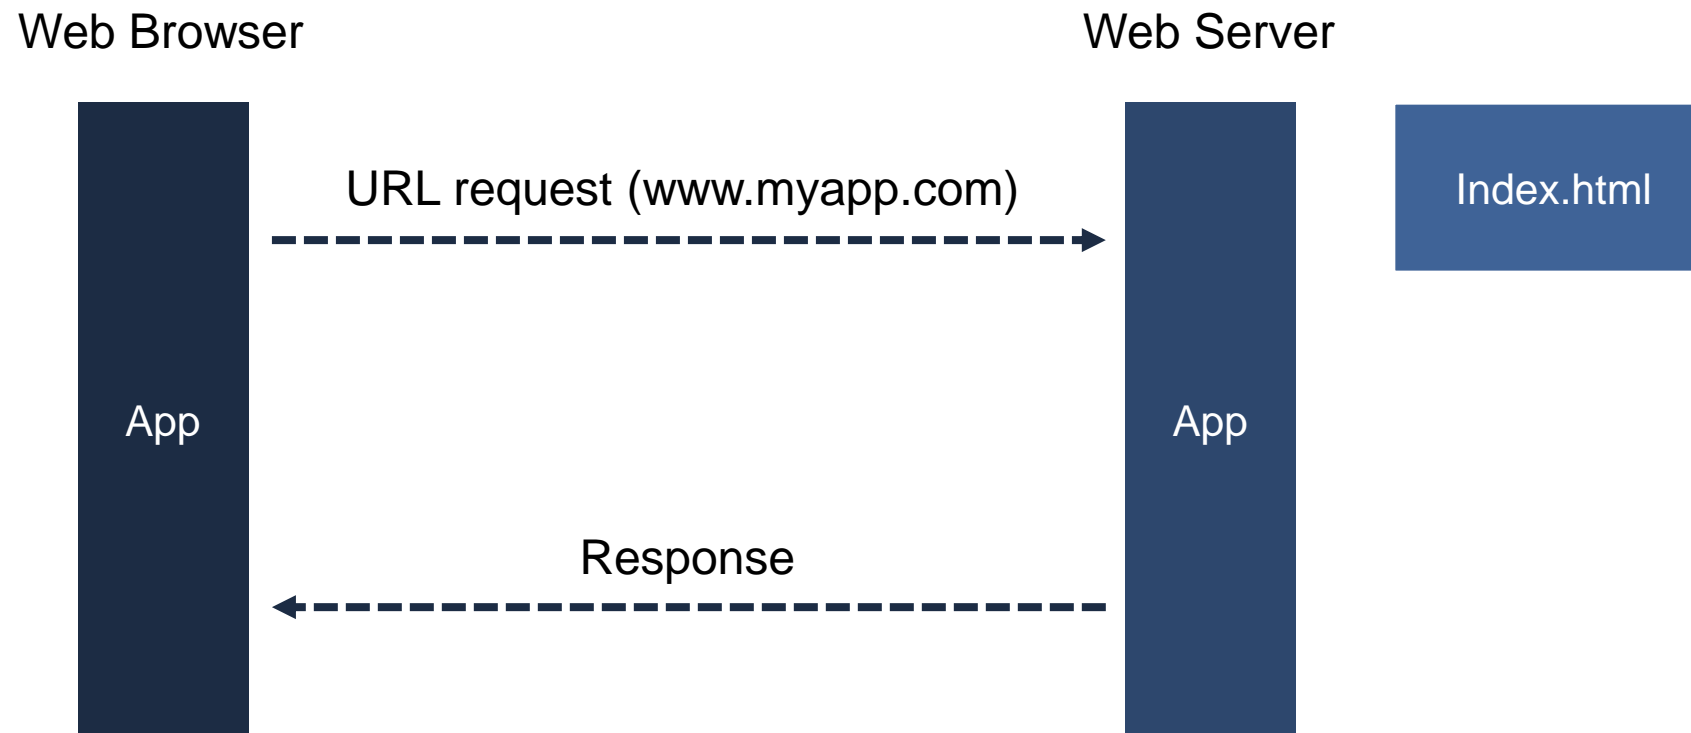 Web Browser
Web Server
URL request (www.myapp.com)
Index.html
App
App
Response